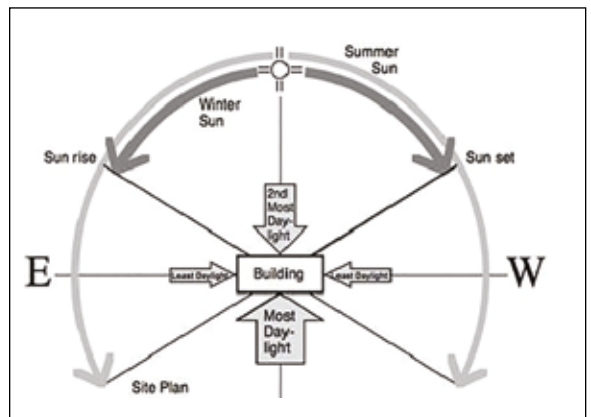 Summer
Sun
Winter
Sun
Sun rise
Sun set
2nd
Most
Day-
light
E
Least Daylight
Building
Least Daylight
W
Most
Day-
light
Site Plan